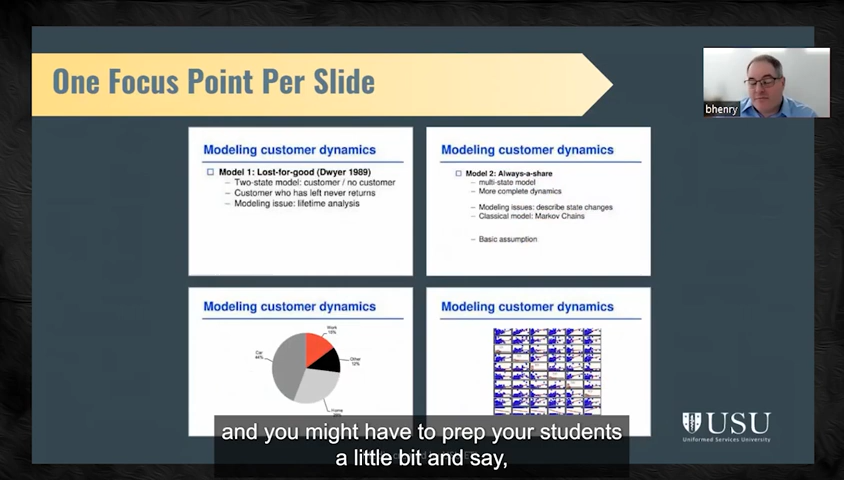 One Focus Point Per Slide
bhenry
Modeling customer dynamics
Model 1: Lost-for-good (Dwyer 1989)
– Two-state model: customer / no customer
– Customer who has left never returns
– Modeling issue: lifetime analysis
Modeling customer dynamics
Model 2: Always-a-share
– multi-state model
– More complete dynamics
– Modeling issues: describe state changes
– Classical model: Markov Chains
– Basic assumption
Modeling customer dynamics
Work
Car
44%
Other
12%
Home
Modeling customer dynamics
USU
Uniformed Services University
and you might have to prep your students
a little bit and say,